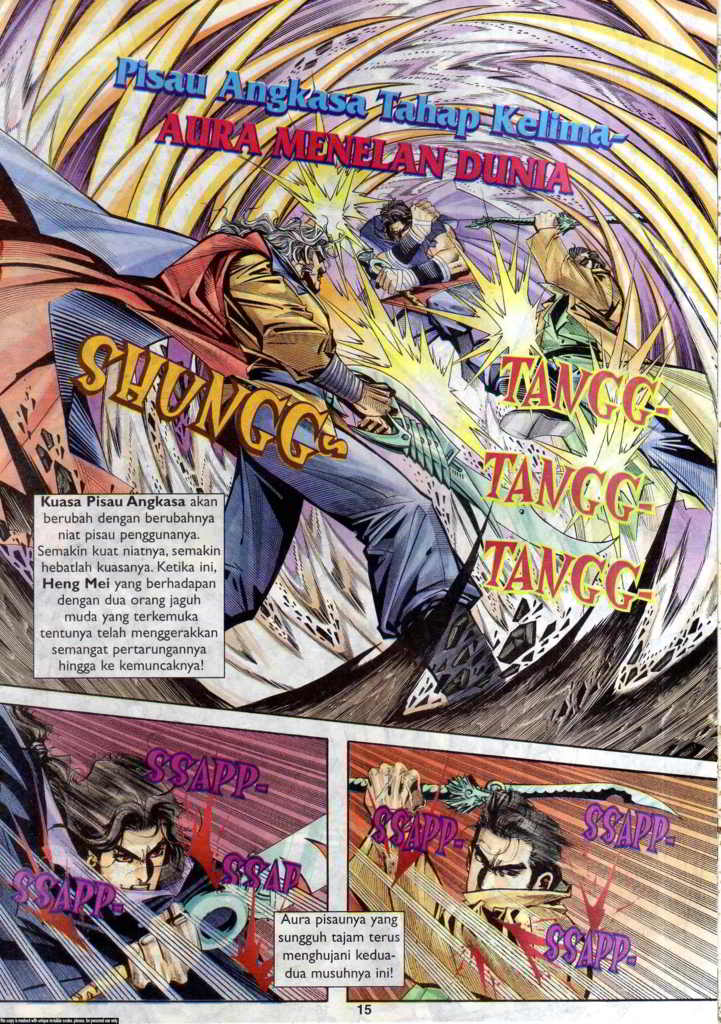 Pisau Angkasa Tahap Kelima~
AURA MENELAN DUNIA
SHUNGG~
TANGG-
TANGG-
TANGG-
Kuasa Pisau Angkasa akan
berubah dengan berubahnya
niat pisau penggunanya.
Semakin kuat niatnya, semakin
hebatlah kuasanya. Ketika ini,
Heng Mei yang berhadapan
dengan dua orang jaguh
muda yang terkemuka
tentunya telah menggerakkan
semangat pertarungannya
hingga ke kemuncaknya!
SSAPP-
SSAPP-
SSAP
SSAPP-
SSAPP-
SSAPP-
Aura pisaunya yang
sungguh tajam terus
menghujani kedua-
dua musuhnya ini!
15